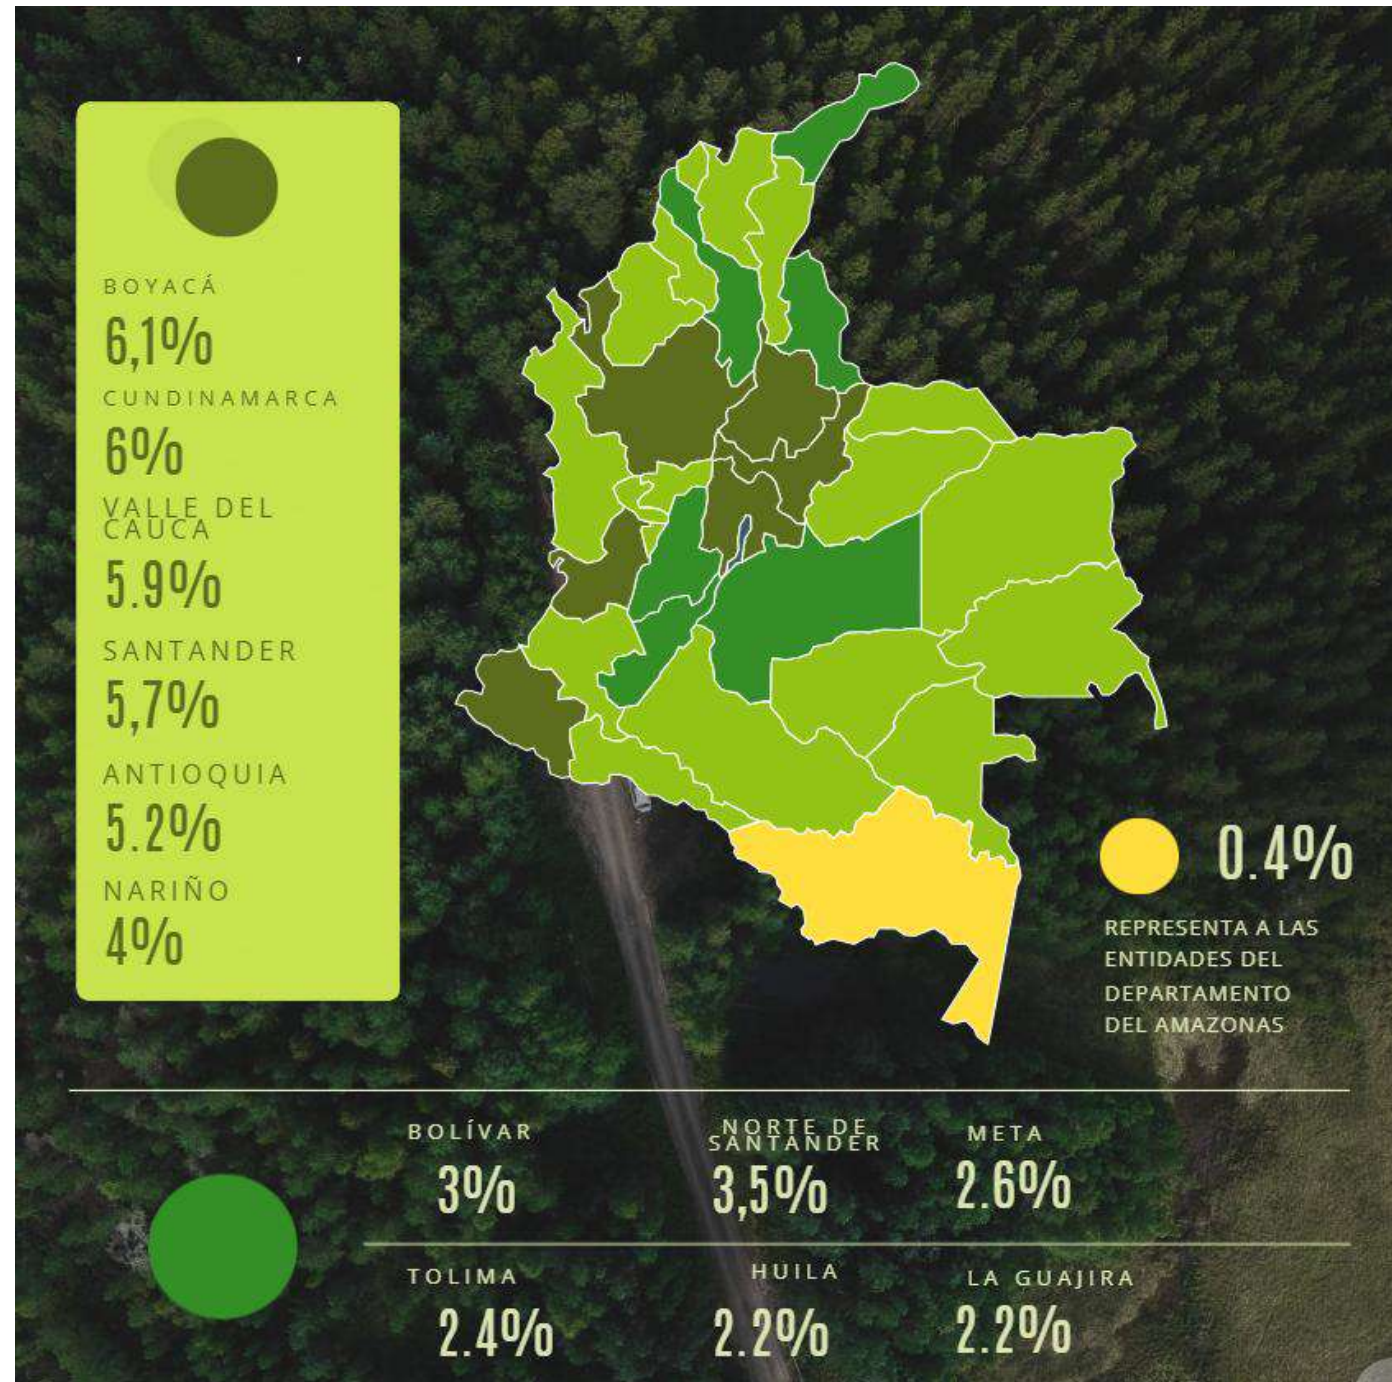 BOYACÁ
6,1%
CUNDINAMARCA
6%
VALLE DEL
CAUCA
5.9%
SANTANDER
5,7%
ANTIOQUIA
5.2%
NARIÑO
4%
0.4%
REPRESENTA A LAS
ENTIDADES DEL
DEPARTAMENTO
DEL AMAZONAS
BOLÍVAR
3%
NORTE DE
SANTANDER
3,5%
META
2.6%
TOLIMA
2.4%
HUILA
2.2%
LA GUAJIRA
2.2%